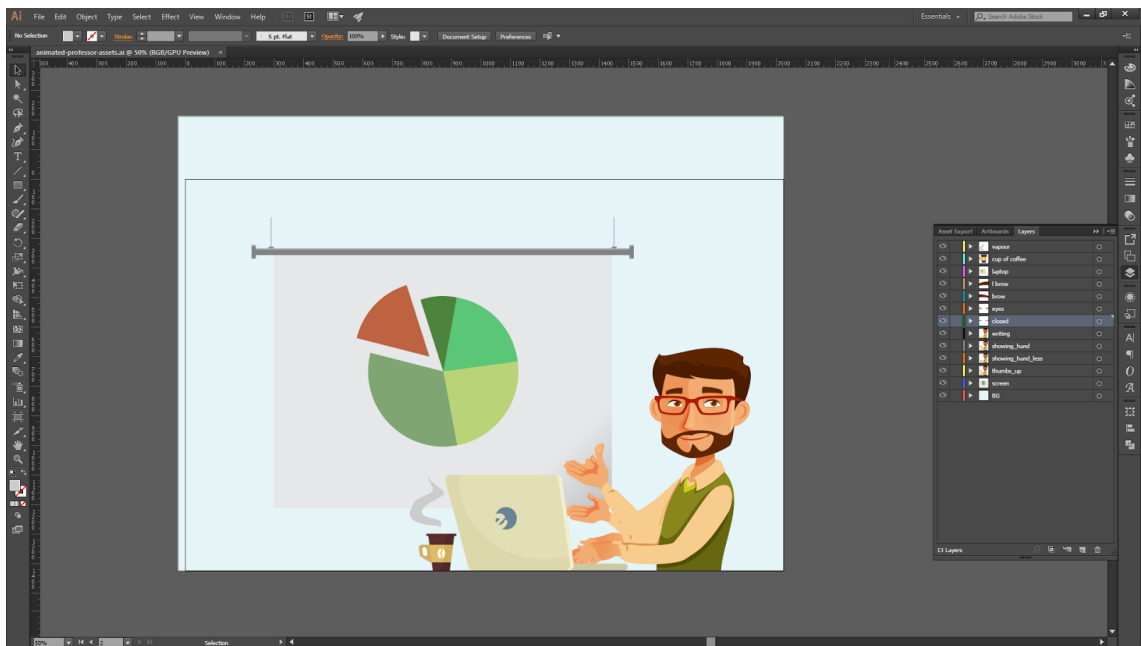 Ai File Edit Object Type Select Effect View Window Help Br St Essentials Search Adobe Stock
No Selection Stroke: 5 pt. Flat Opacity: 100% Style: Document Setup Preferences
animated-professor-assets.ai @ 50% (RGB/GPU Preview) ×
Asset Export Artboards Layers
vapour
cup of coffee
laptop
l brow
brow
eyes
closed
writing
showing_hand
showing_hand_less
thumbs_up
screen
BG
13 Layers
50% 2 Selection